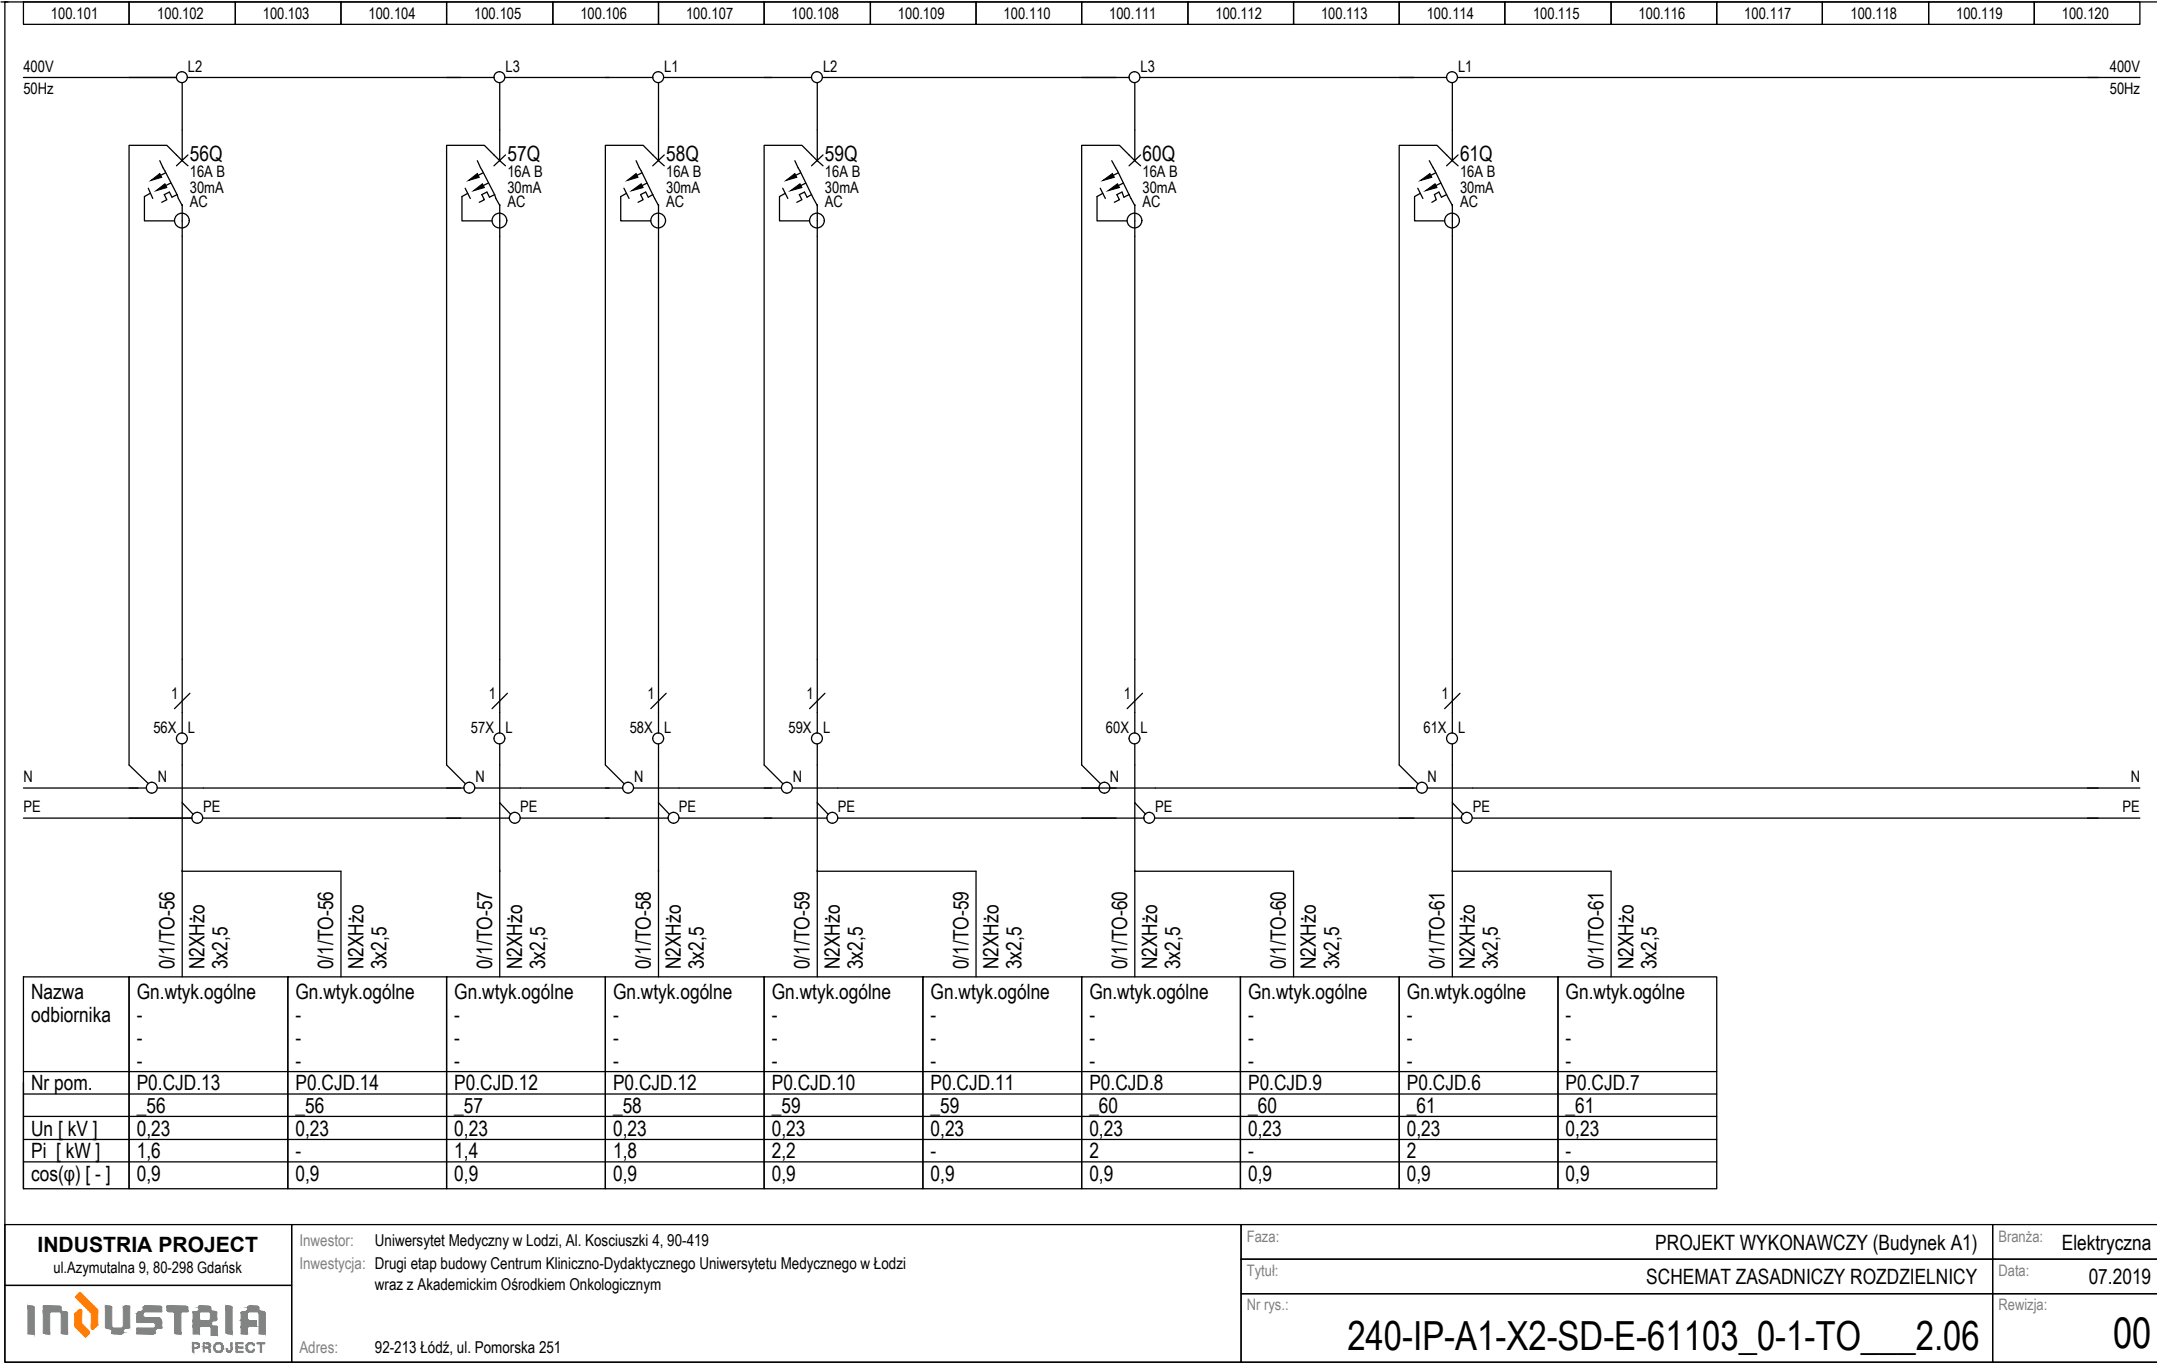 100.101 100.102 100.103 100.104 100.105 100.106 100.107 100.108 100.109 100.110 100.111 100.112 100.113 100.114 100.115 100.116 100.117 100.118 100.119 100.120
400V L2 L3 L1 L2 L3 L1 400V
50Hz 50Hz
56Q 57Q 58Q 59Q 60Q 61Q
16A B 16A B 16A B 16A B 16A B 16A B
30mA 30mA 30mA 30mA 30mA 30mA
AC AC AC AC AC AC
1 1 1 1 1 1
56X L 57X L 58X L 59X L 60X L 61X L
N N N N N N N N
PE PE PE PE PE PE PE PE
0/1/TO-56 N2XHżo 3x2,5
0/1/TO-56 N2XHżo 3x2,5
0/1/TO-57 N2XHżo 3x2,5
0/1/TO-58 N2XHżo 3x2,5
0/1/TO-59 N2XHżo 3x2,5
0/1/TO-59 N2XHżo 3x2,5
0/1/TO-60 N2XHżo 3x2,5
0/1/TO-60 N2XHżo 3x2,5
0/1/TO-61 N2XHżo 3x2,5
0/1/TO-61 N2XHżo 3x2,5
Nazwa Gn.wtyk.ogólne Gn.wtyk.ogólne Gn.wtyk.ogólne Gn.wtyk.ogólne Gn.wtyk.ogólne Gn.wtyk.ogólne Gn.wtyk.ogólne Gn.wtyk.ogólne Gn.wtyk.ogólne Gn.wtyk.ogólne
odbiornika - - - - - - - - - -
- - - - - - - - - -
- - - - - - - - - -
Nr pom. P0.CJD.13 P0.CJD.14 P0.CJD.12 P0.CJD.12 P0.CJD.10 P0.CJD.11 P0.CJD.8 P0.CJD.9 P0.CJD.6 P0.CJD.7
_56 _56 _57 _58 _59 _59 _60 _60 _61 _61
Un [ kV ] 0,23 0,23 0,23 0,23 0,23 0,23 0,23 0,23 0,23 0,23
Pi [ kW ] 1,6 - 1,4 1,8 2,2 - 2 - 2 -
cos(φ) [ - ] 0,9 0,9 0,9 0,9 0,9 0,9 0,9 0,9 0,9 0,9
INDUSTRIA PROJECT
ul.Azymutalna 9, 80-298 Gdańsk
INDUSTRIA
PROJECT
Inwestor: Uniwersytet Medyczny w Lodzi, Al. Kosciuszki 4, 90-419
Inwestycja: Drugi etap budowy Centrum Kliniczno-Dydaktycznego Uniwersytetu Medycznego w Łodzi
wraz z Akademickim Ośrodkiem Onkologicznym
Adres: 92-213 Łódź, ul. Pomorska 251
Faza: PROJEKT WYKONAWCZY (Budynek A1)
Branża: Elektryczna
Tytuł: SCHEMAT ZASADNICZY ROZDZIELNICY
Data: 07.2019
Nr rys.: 240-IP-A1-X2-SD-E-61103_0-1-TO___2.06
Rewizja: 00